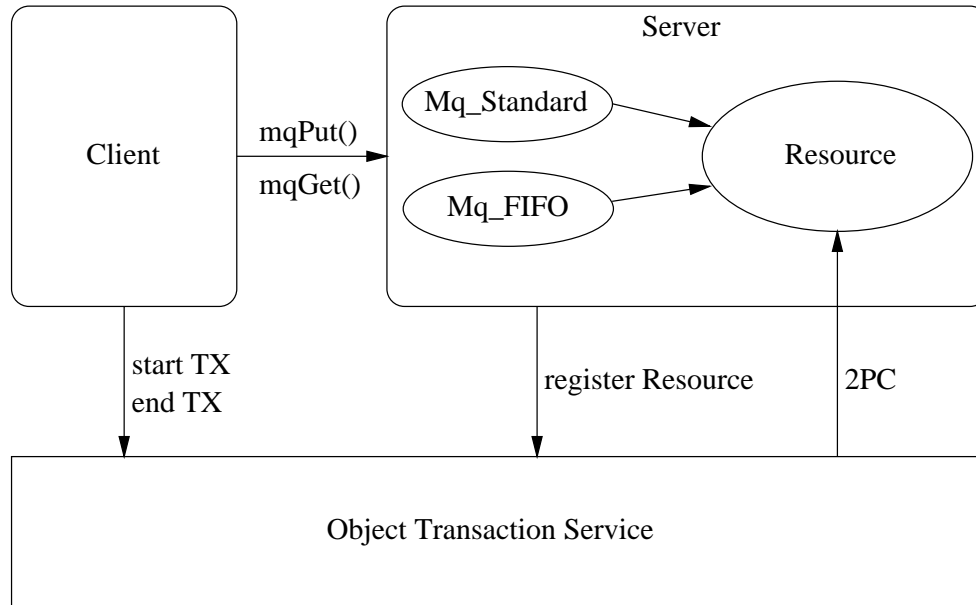 Server
Mq_Standard
Client
mqPut()
mqGet()
Resource
Mq_FIFO
start TX
end TX
register Resource
2PC
Object Transaction Service